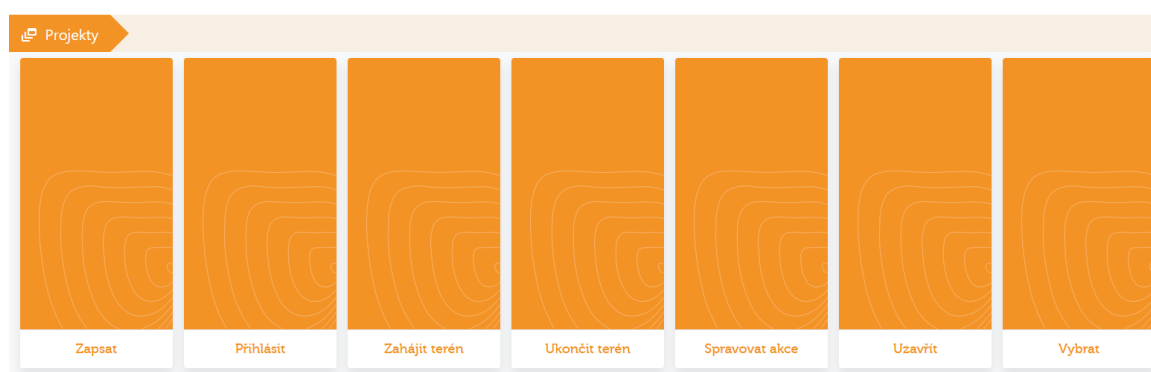 Projekty
Zapsat
Přihlásit
Zahájit terén
Ukončit terén
Spravovat akce
Uzavřít
Vybrat